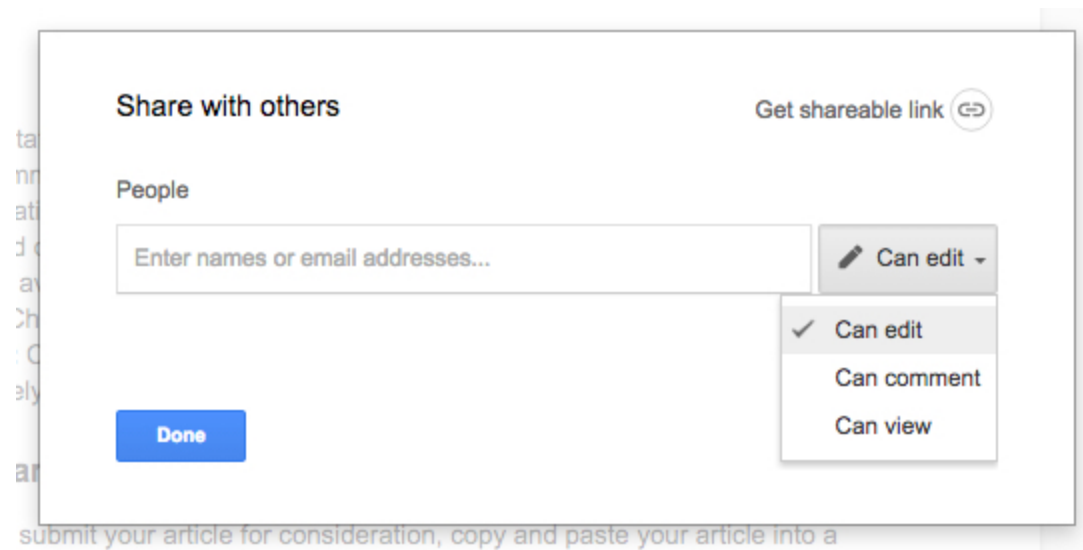 Share with others
Get shareable link
People
Enter names or email addresses...
Can edit
Can edit
Can comment
Can view
Done
submit your article for consideration, copy and paste your article into a